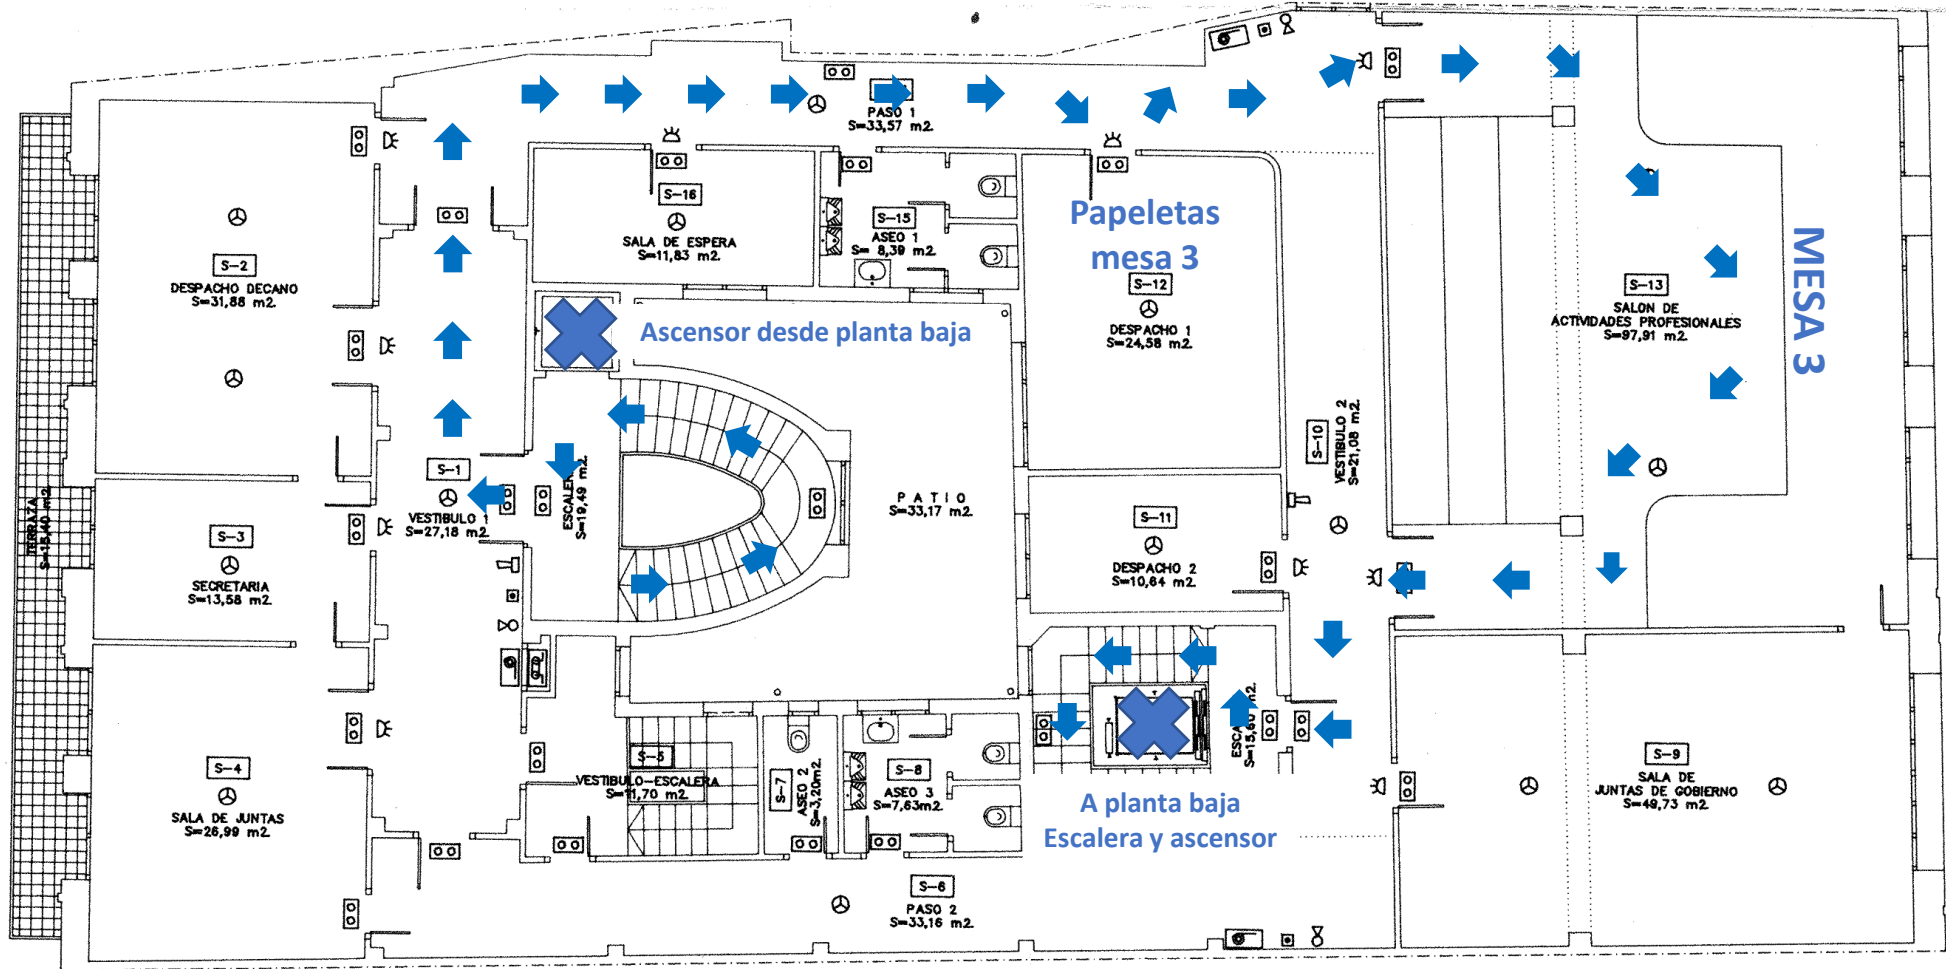 PASO 1
S=33,57 m2.
S-16
SALA DE ESPERA
S=11,83 m2.
S-15
ASEO 1
S= 8,39 m2.
Papeletas
mesa 3
S-12
DESPACHO 1
S=24,58 m2.
S-2
DESPACHO DECANO
S=31,88 m2.
Ascensor desde planta baja
MESA 3
S-13
SALON DE
ACTIVIDADES PROFESIONALES
S=97,91 m2.
S-10
VESTIBULO 2
S=21,08 m2.
S-1
VESTIBULO 1
S=27,18 m2.
S=19,49 m2.
PATIO
S=33,17 m2.
S-11
DESPACHO 2
S=10,64 m2.
TERRAZA
S-3
SECRETARIA
S=13,58 m2.
S-4
SALA DE JUNTAS
S=26,99 m2.
S-5
VESTIBULO-ESCALERA
S=11,70 m2.
S-7
ASEO 2
S=3,20m2.
S-8
ASEO 3
S=7,63m2.
A planta baja
Escalera y ascensor
S-9
SALA DE
JUNTAS DE GOBIERNO
S=49,73 m2.
S-6
PASO 2
S=33,16 m2.